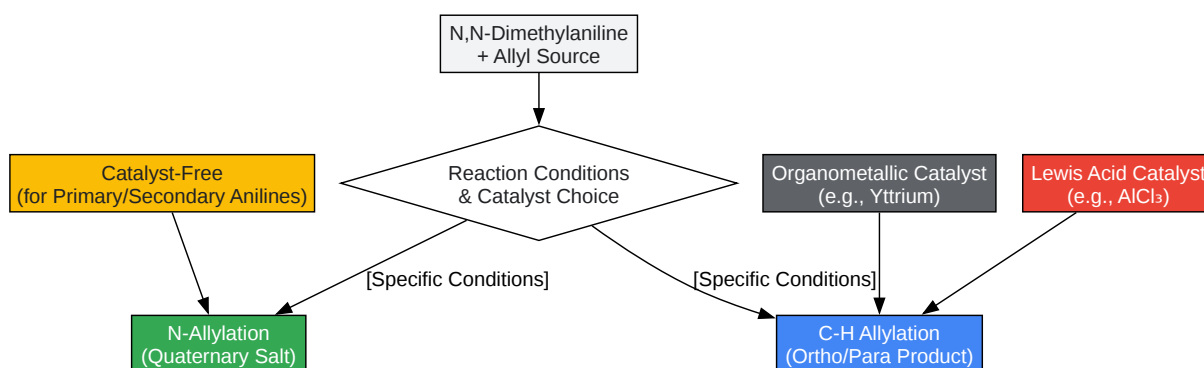 N,N-Dimethylaniline
+ Allyl Source
Catalyst-Free
(for Primary/Secondary Anilines)
Reaction Conditions
& Catalyst Choice
Organometallic Catalyst
(e.g., Yttrium)
Lewis Acid Catalyst
(e.g., AlCl₃)
[Specific Conditions]
[Specific Conditions]
N-Allylation
(Quaternary Salt)
C-H Allylation
(Ortho/Para Product)